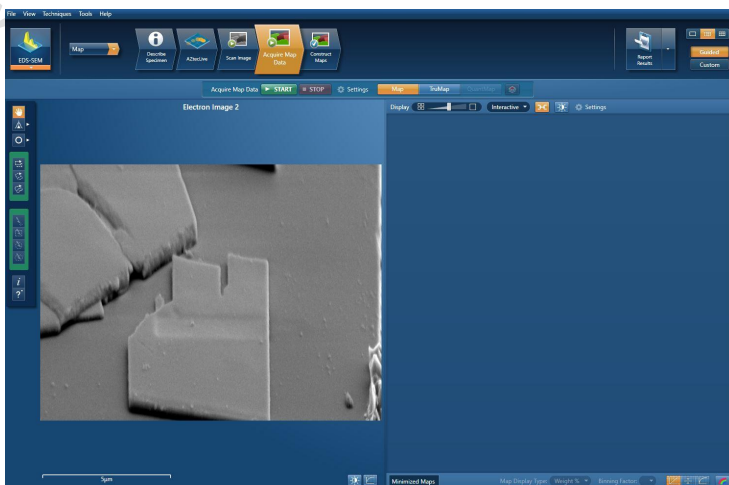 File View Techniques Tools Help
EDS-SEM
Map
Describe Specimen
AZtecLive
Scan Image
Acquire Map Data
Construct Maps
Report Results
Guided
Custom
Acquire Map Data START STOP Settings Map TruMap QuantMap
Electron Image 2
Display Interactive Settings
5µm
Minimized Maps Map Display Type: Weight % Binning Factor: